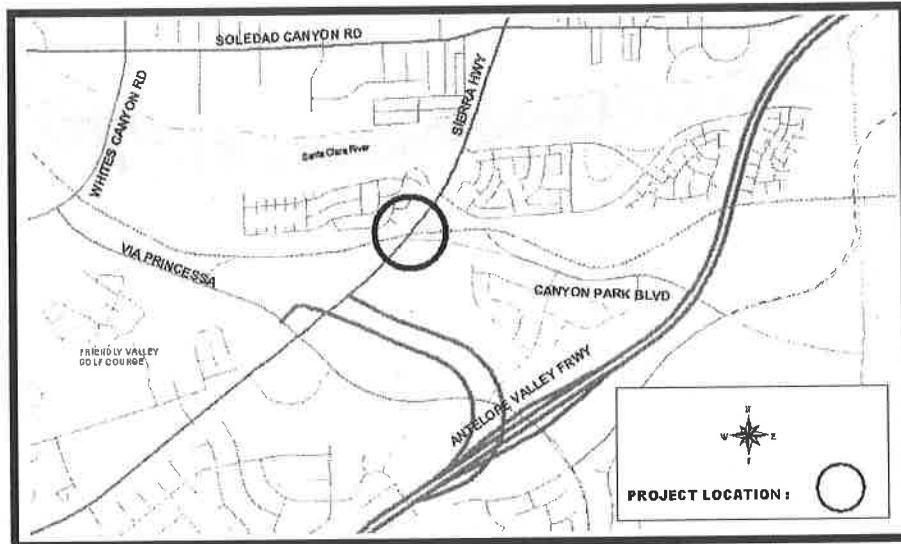 SOLEDAD CANYON RD
SIERRA HWY
WHITES CANYON RD
Santa Clara River
VIA PRINCESSA
CANYON PARK BLVD
FRIENDLY VALLEY
GOLF COURSE
ANTELOPE VALLEY FRWY
N
W E
PROJECT LOCATION :